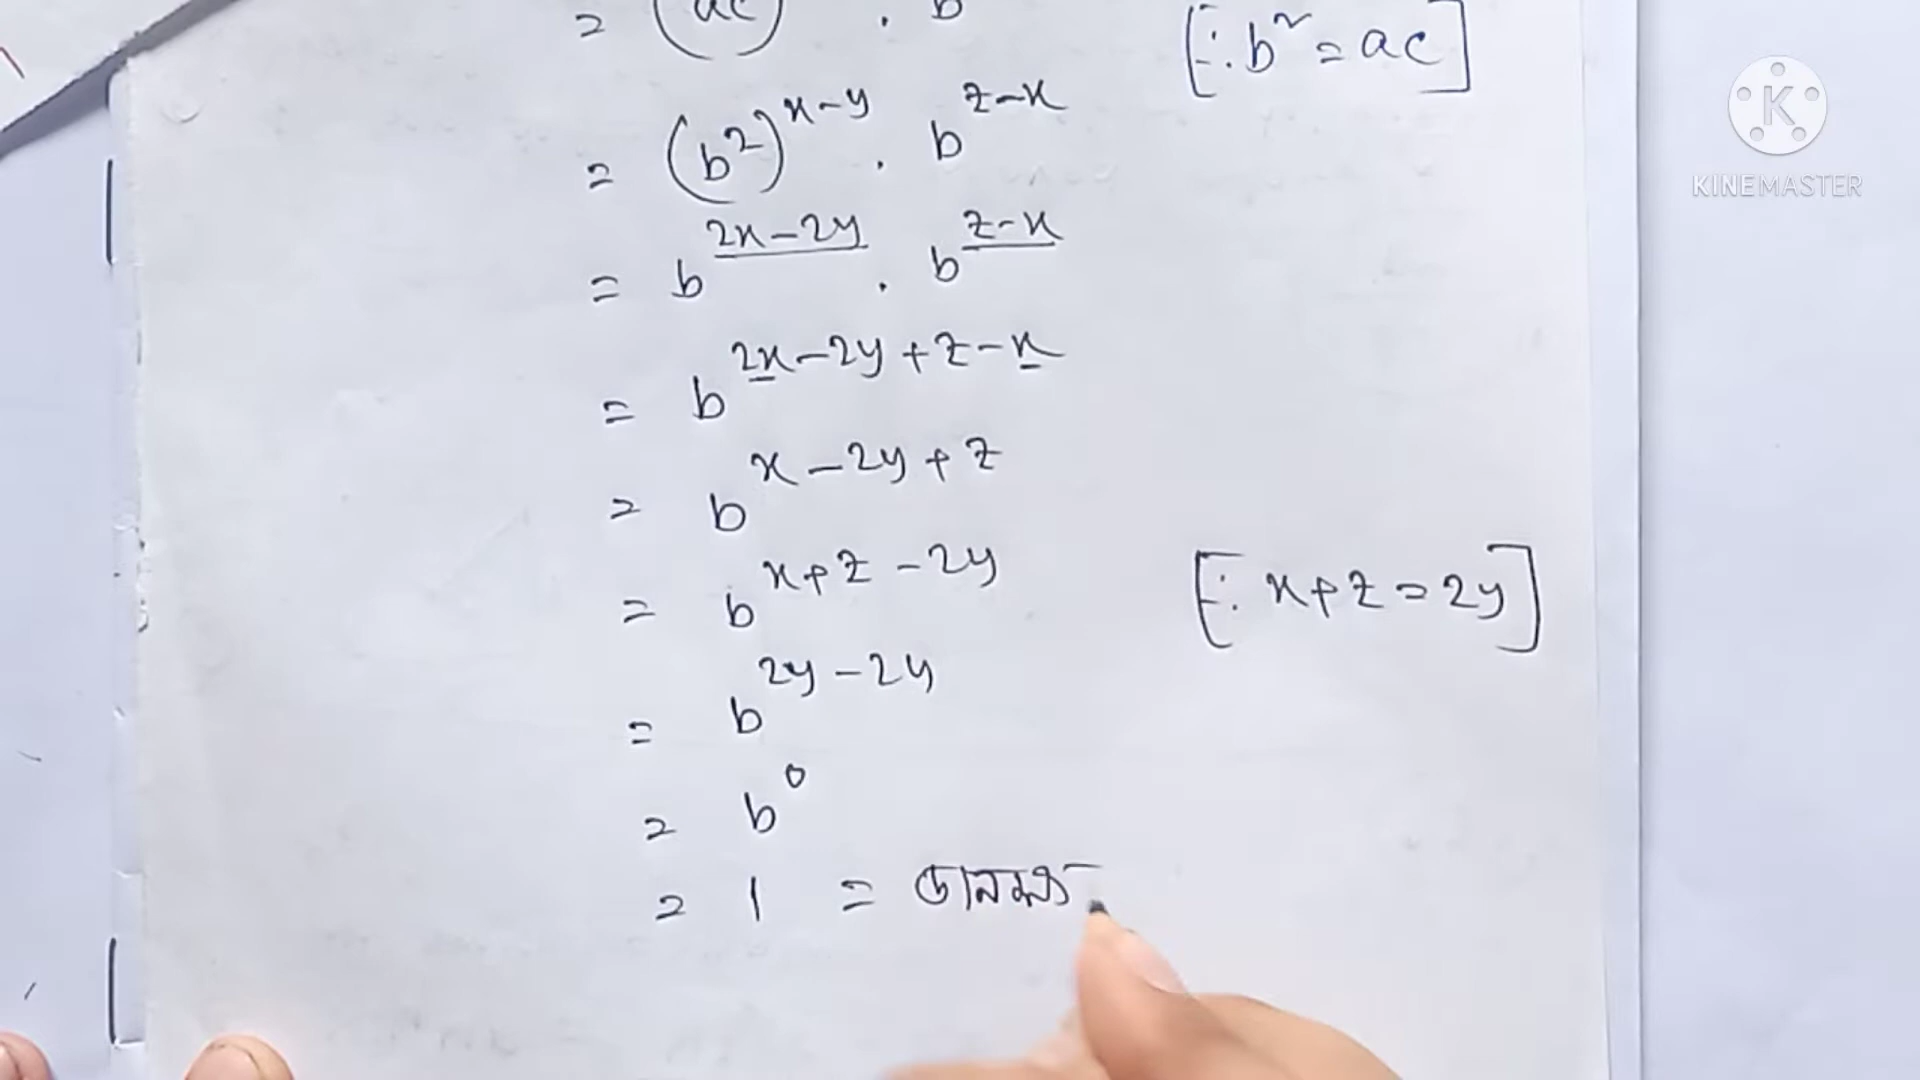 = (ac) . b [∵ b² = ac]
= (b²)^{x-y} . b^{z-x}
= b^{2x-2y} . b^{z-x}
= b^{2x-2y+z-x}
= b^{x-2y+z}
= b^{x+z-2y} [∵ x+z=2y]
= b^{2y-2y}
= b^0
= 1 = ডানপক্ষ
KINEMASTER